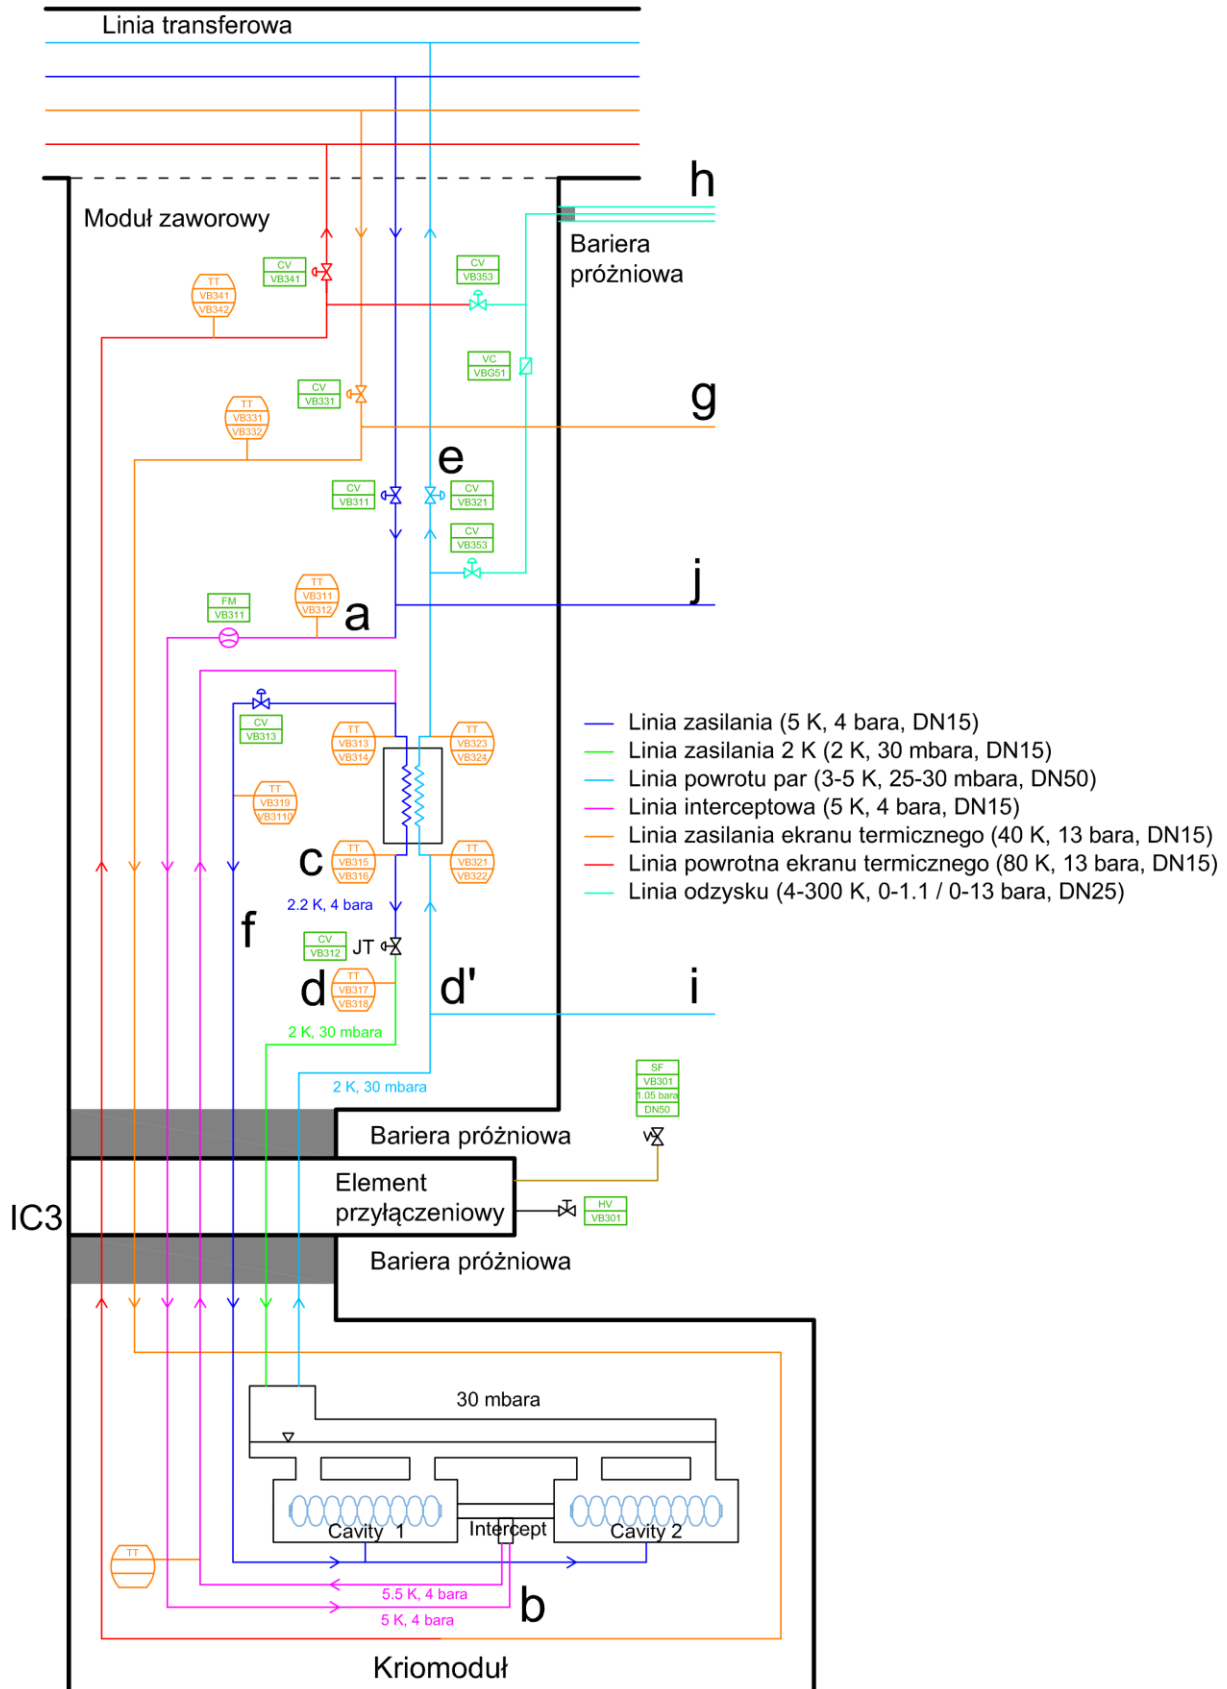 Linia transferowa
h
Moduł zaworowy
Bariera
próżniowa
CV
VB341
CV
VB353
TT
VB341
VB342
VC
VBG51
CV
VB331
g
TT
VB331
VB332
e
CV
VB311
CV
VB321
CV
VB353
j
TT
VB311
VB312
a
FM
VB311
CV
VB313
TT
VB313
VB314
TT
VB323
VB324
Linia zasilania (5 K, 4 bara, DN15)
Linia zasilania 2 K (2 K, 30 mbara, DN15)
Linia powrotu par (3-5 K, 25-30 mbara, DN50)
Linia interceptowa (5 K, 4 bara, DN15)
Linia zasilania ekranu termicznego (40 K, 13 bara, DN15)
Linia powrotna ekranu termicznego (80 K, 13 bara, DN15)
Linia odzysku (4-300 K, 0-1.1 / 0-13 bara, DN25)
TT
VB319
VB3110
c
TT
VB315
VB316
TT
VB321
VB322
2.2 K, 4 bara
f
CV
VB312
JT
d
TT
VB317
VB318
d'
i
2 K, 30 mbara
2 K, 30 mbara
SF
VB301
1.05 bara
DN50
Bariera próżniowa
Element
przyłączeniowy
HV
VB301
IC3
Bariera próżniowa
30 mbara
Cavity 1
Intercept
Cavity 2
TT
5.5 K, 4 bara
b
5 K, 4 bara
Kriomoduł